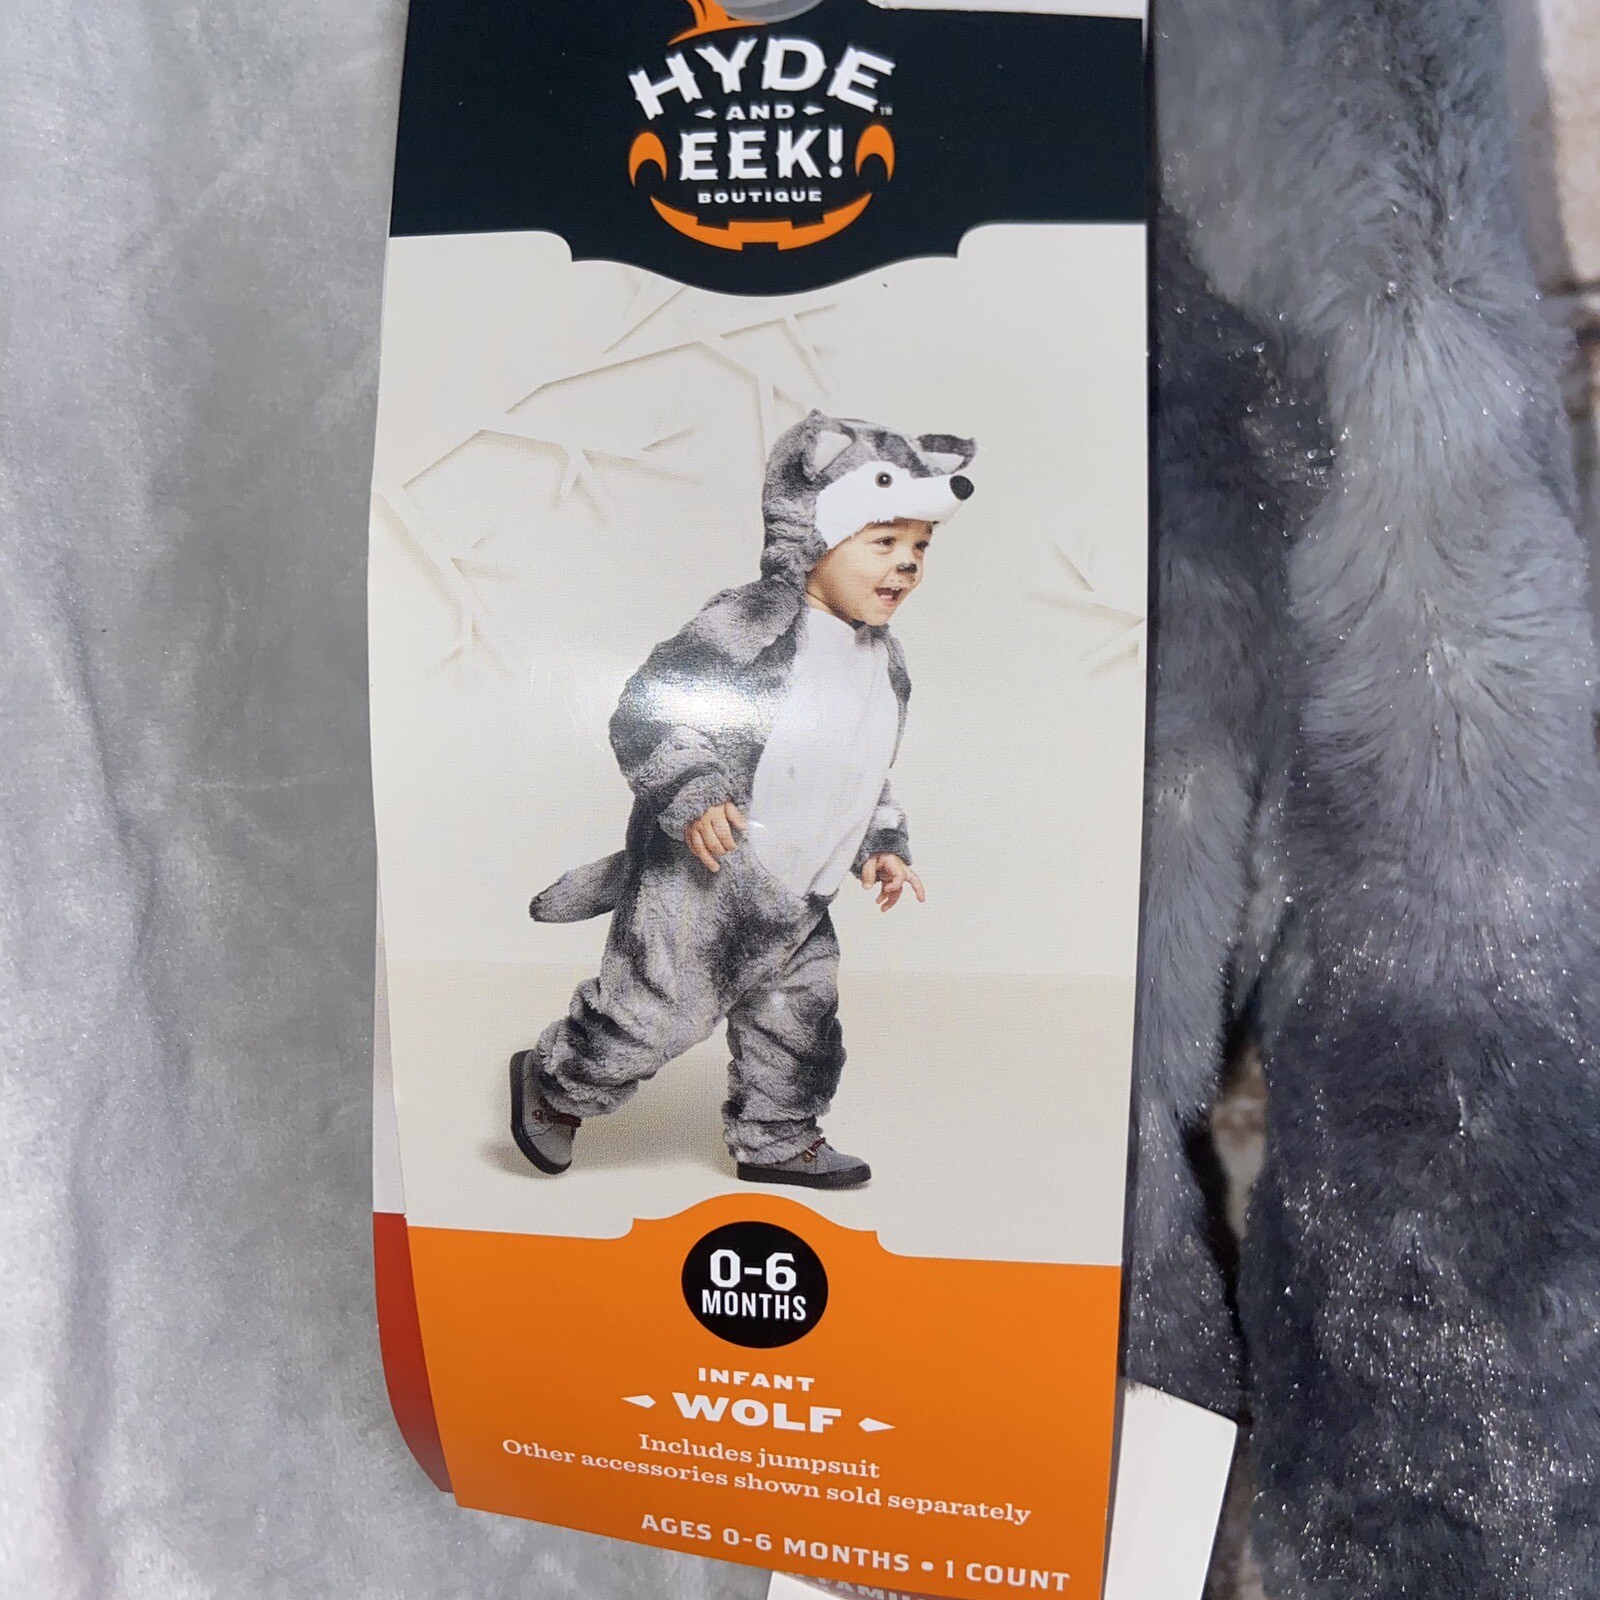 HYDE
AND
EEK!
BOUTIQUE
0-6
MONTHS
INFANT
WOLF
Includes jumpsuit
Other accessories shown sold separately
AGES 0-6 MONTHS • 1 COUNT